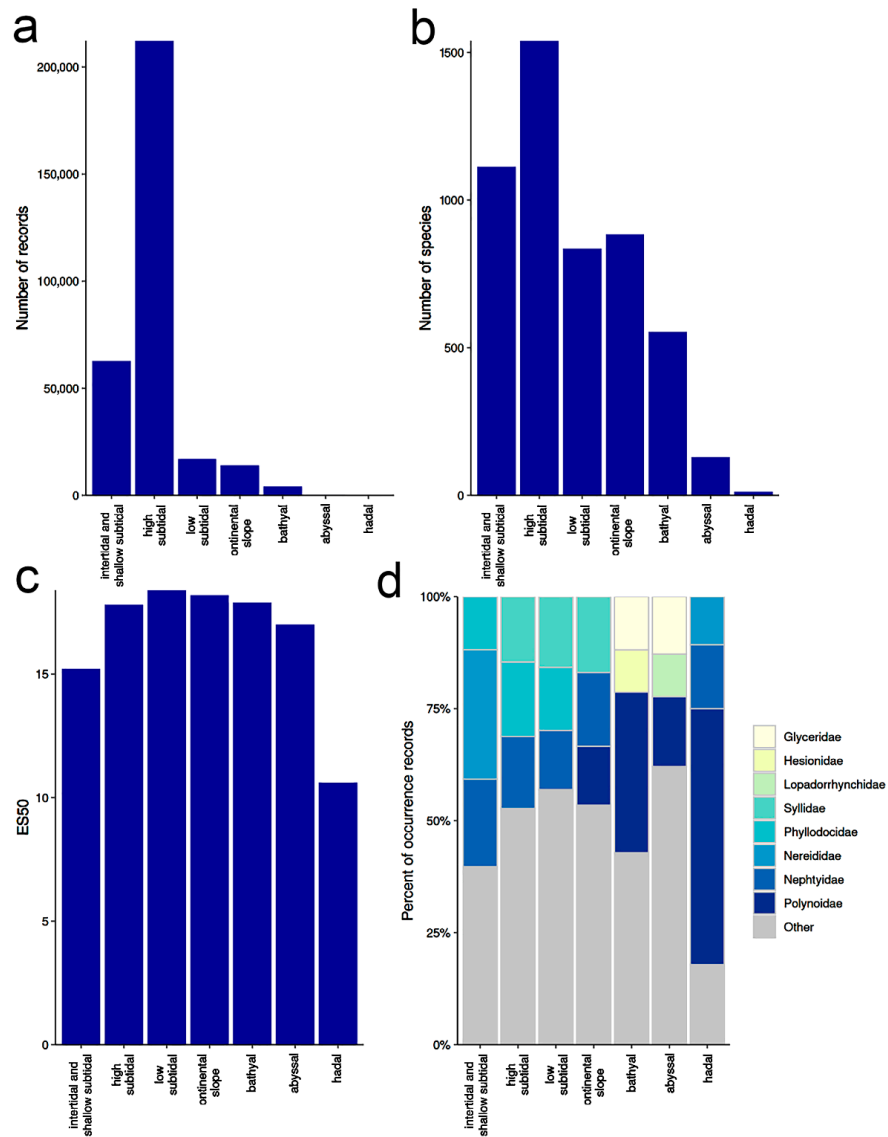 a
Number of records
200,000
150,000
100,000
50,000
0
intertidal and
shallow subticlal
high
subtidal
low
subtidal
ontinental
slope
bathyal
abyssal
hadal
b
Number of species
1500
1000
500
0
intertidal and
shallow subtidal
high
subtidal
low
subtidal
ontinental
slope
bathyal
abyssal
hadal
c
ES50
15
10
5
0
intertidal and
shallow subtidal
high
subtidal
low
subtidal
ontinental
slope
bathyal
abyssal
hadal
d
Percent of occurrence records
100%
75%
50%
25%
0%
intertidal and
shallow subtidal
high
subtidal
low
subtidal
ontinental
slope
bathyal
abyssal
hadal
Glyceridae
Hesionidae
Lopadorrhynchidae
Syllidae
Phyllodocidae
Nereididae
Nephtyidae
Polynoidae
Other